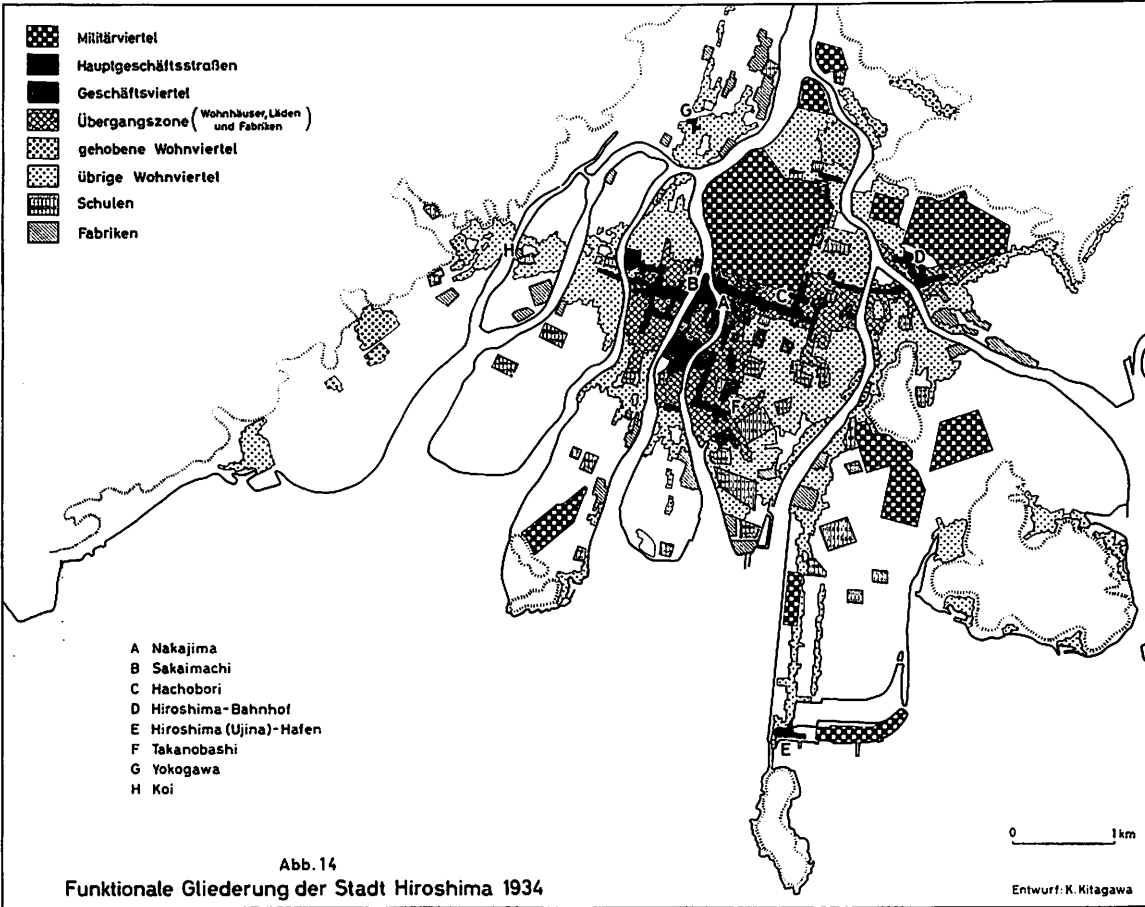 Militärviertel
Hauptgeschäftsstraßen
Geschäftsviertel
Übergangszone (Wohnhäuser, Läden und Fabriken)
gehobene Wohnviertel
übrige Wohnviertel
Schulen
Fabriken
G
H
D
B
A
C
F
E
A Nakajima
B Sakaimachi
C Hachobori
D Hiroshima-Bahnhof
E Hiroshima (Ujina)-Hafen
F Takanobashi
G Yokogawa
H Koi
0 1km
Abb.14
Funktionale Gliederung der Stadt Hiroshima 1934
Entwurf: K. Kitagawa